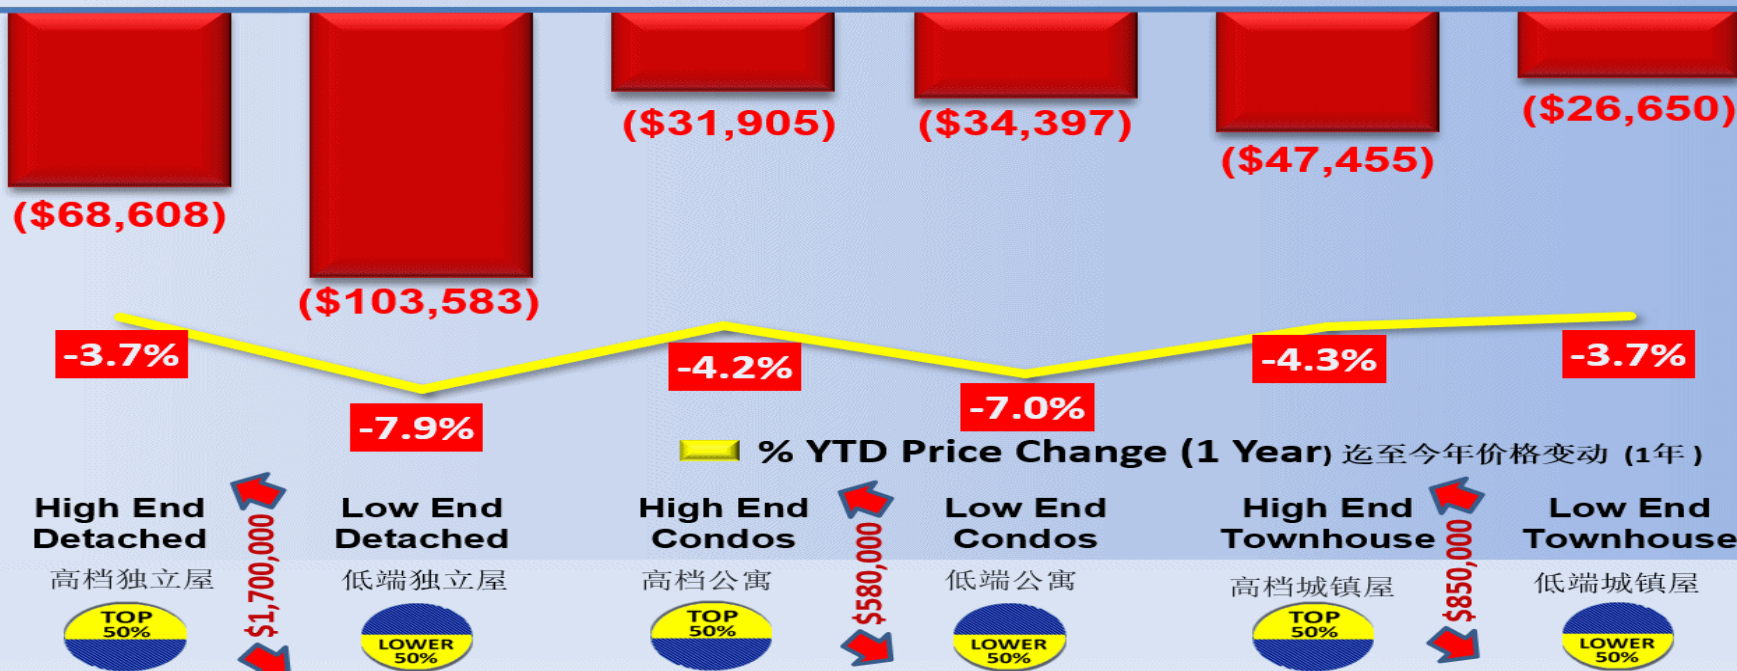 ($68,608)
($103,583)
($31,905)
($34,397)
($47,455)
($26,650)
-3.7%
-7.9%
-4.2%
-7.0%
-4.3%
-3.7%
% YTD Price Change (1 Year) 迄至今年价格变动 (1年)
High End
Detached
高档独立屋
TOP
50%
$1,700,000
Low End
Detached
低端独立屋
LOWER
50%
High End
Condos
高档公寓
TOP
50%
$580,000
Low End
Condos
低端公寓
LOWER
50%
High End
Townhouse
高档城镇屋
TOP
50%
$850,000
Low End
Townhouse
低端城镇屋
LOWER
50%